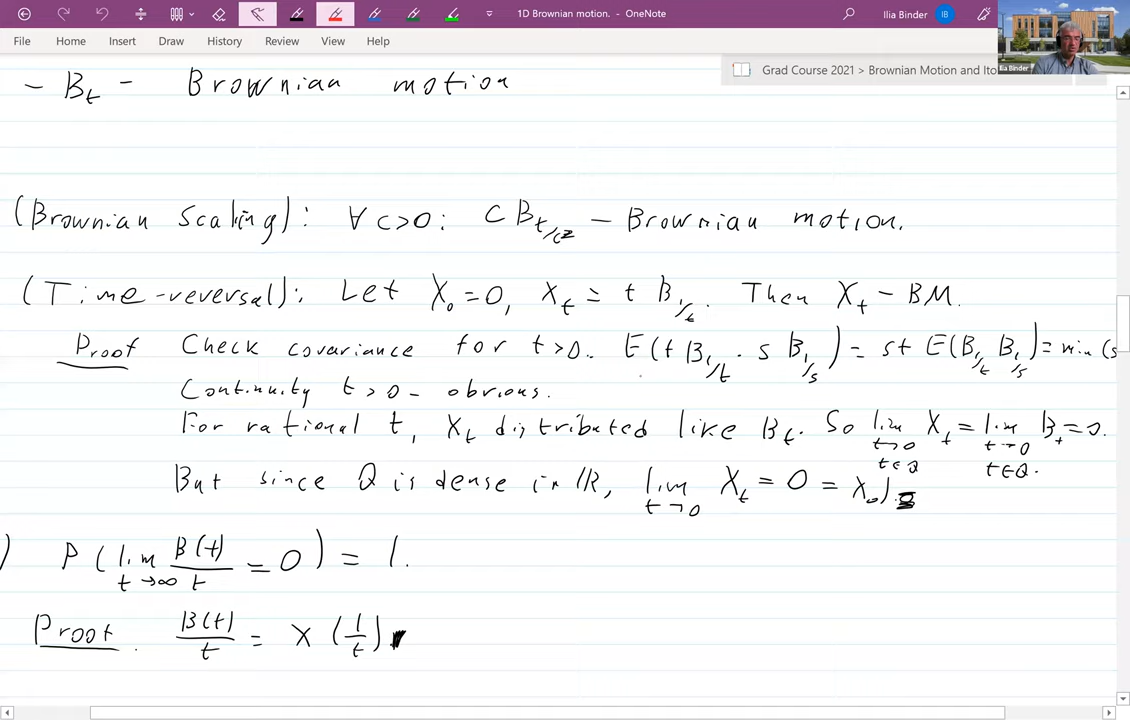 1D Brownian motion. - OneNote
Ilia Binder
IB
File Home Insert Draw History Review View Help
Ilia Binder
Grad Course 2021 > Brownian Motion and Ito
- B_t - Brownian motion
(Brownian scaling): ∀ c>0: c B_{t/c²} - Brownian motion.
(Time-reversal): Let X_0 = 0, X_t = t B_{1/t}. Then X_t - BM.
Proof Check covariance for t>0. E(t B_{1/t} · s B_{1/s}) = st E(B_{1/t} B_{1/s}) = min(s
Continuity t>0 - obvious.
For rational t, X_t distributed like B_t. So lim_{t→0, t∈Q} X_t = lim_{t→0, t∈Q.} B_t = 0.
But since Q is dense in ℝ, lim_{t→0} X_t = 0 = X_0)
) P(lim_{t→∞} B(t)/t = 0) = 1.
Proof. B(t)/t = X(1/t)